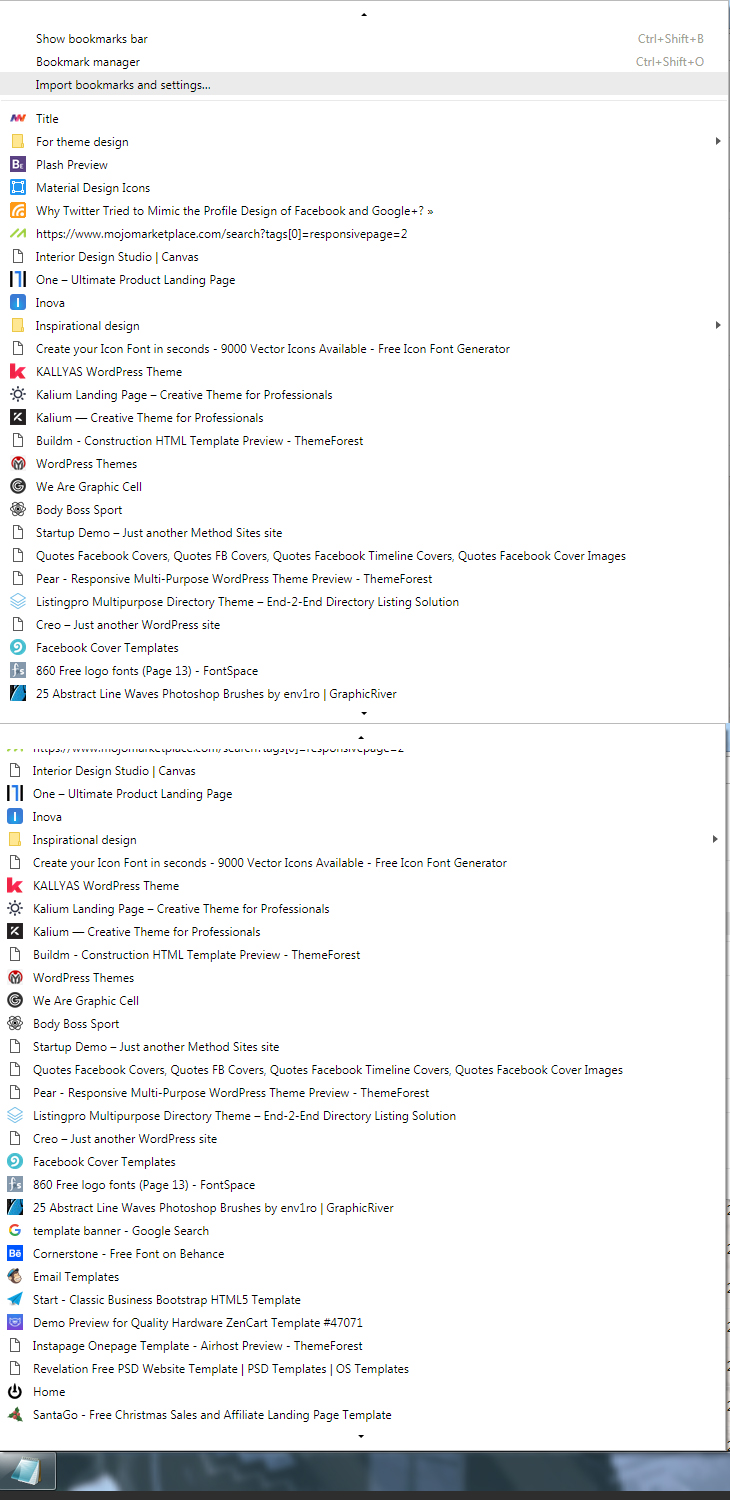 Show bookmarks bar Ctrl+Shift+B
Bookmark manager Ctrl+Shift+O
Import bookmarks and settings...
Title
For theme design
Plash Preview
Material Design Icons
Why Twitter Tried to Mimic the Profile Design of Facebook and Google+? »
https://www.mojomarketplace.com/search?tags[0]=responsivepage=2
Interior Design Studio | Canvas
One – Ultimate Product Landing Page
Inova
Inspirational design
Create your Icon Font in seconds - 9000 Vector Icons Available - Free Icon Font Generator
KALLYAS WordPress Theme
Kalium Landing Page – Creative Theme for Professionals
Kalium — Creative Theme for Professionals
Buildm - Construction HTML Template Preview - ThemeForest
WordPress Themes
We Are Graphic Cell
Body Boss Sport
Startup Demo – Just another Method Sites site
Quotes Facebook Covers, Quotes FB Covers, Quotes Facebook Timeline Covers, Quotes Facebook Cover Images
Pear - Responsive Multi-Purpose WordPress Theme Preview - ThemeForest
Listingpro Multipurpose Directory Theme – End-2-End Directory Listing Solution
Creo – Just another WordPress site
Facebook Cover Templates
860 Free logo fonts (Page 13) - FontSpace
25 Abstract Line Waves Photoshop Brushes by env1ro | GraphicRiver
https://www.mojomarketplace.com/search?tags[0]=responsivepage=2
Interior Design Studio | Canvas
One – Ultimate Product Landing Page
Inova
Inspirational design
Create your Icon Font in seconds - 9000 Vector Icons Available - Free Icon Font Generator
KALLYAS WordPress Theme
Kalium Landing Page – Creative Theme for Professionals
Kalium — Creative Theme for Professionals
Buildm - Construction HTML Template Preview - ThemeForest
WordPress Themes
We Are Graphic Cell
Body Boss Sport
Startup Demo – Just another Method Sites site
Quotes Facebook Covers, Quotes FB Covers, Quotes Facebook Timeline Covers, Quotes Facebook Cover Images
Pear - Responsive Multi-Purpose WordPress Theme Preview - ThemeForest
Listingpro Multipurpose Directory Theme – End-2-End Directory Listing Solution
Creo – Just another WordPress site
Facebook Cover Templates
860 Free logo fonts (Page 13) - FontSpace
25 Abstract Line Waves Photoshop Brushes by env1ro | GraphicRiver
template banner - Google Search
Cornerstone - Free Font on Behance
Email Templates
Start - Classic Business Bootstrap HTML5 Template
Demo Preview for Quality Hardware ZenCart Template #47071
Instapage Onepage Template - Airhost Preview - ThemeForest
Revelation Free PSD Website Template | PSD Templates | OS Templates
Home
SantaGo - Free Christmas Sales and Affiliate Landing Page Template